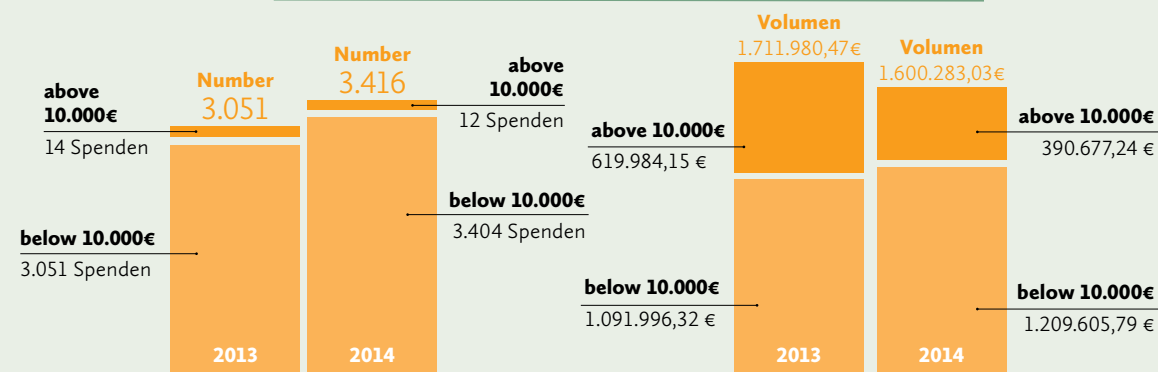 Number
3.051
above
10.000€
14 Spenden
below 10.000€
3.051 Spenden
2013
Number
3.416
above
10.000€
12 Spenden
below 10.000€
3.404 Spenden
2014
Volumen
1.711.980,47€
above 10.000€
619.984,15 €
below 10.000€
1.091.996,32 €
2013
Volumen
1.600.283,03€
above 10.000€
390.677,24 €
below 10.000€
1.209.605,79 €
2014